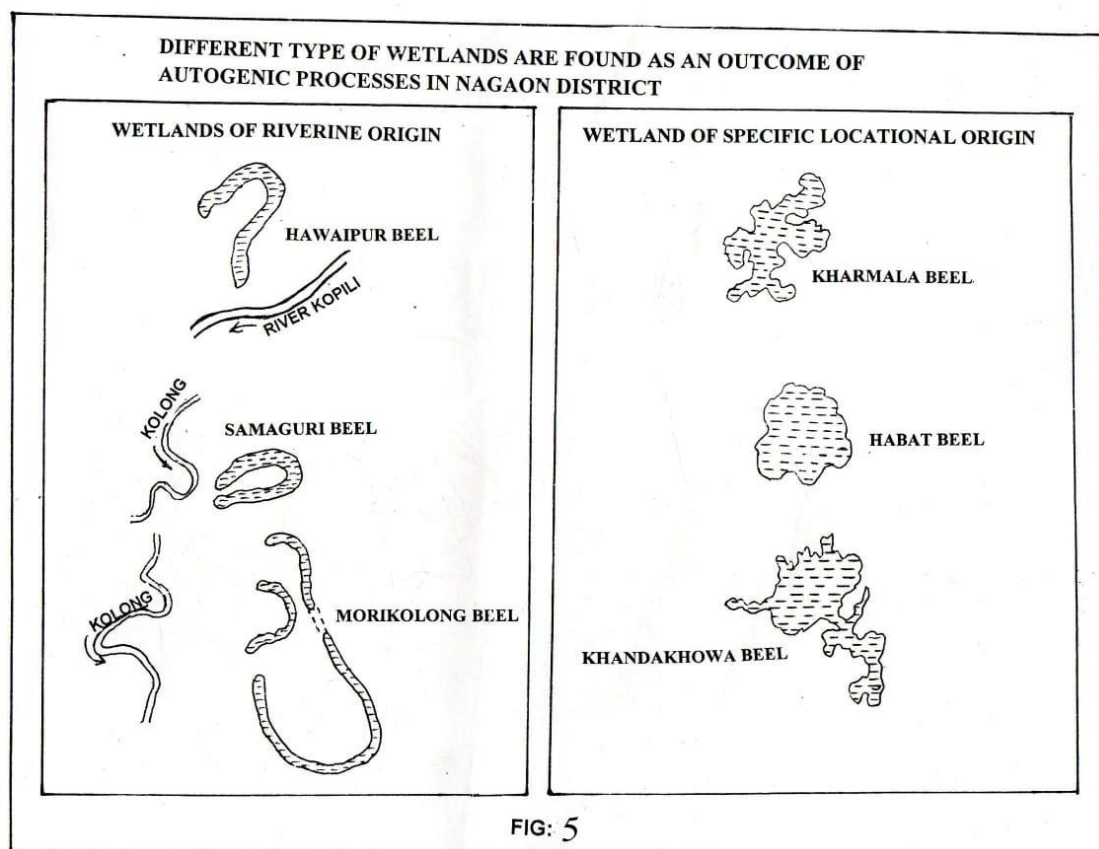 DIFFERENT TYPE OF WETLANDS ARE FOUND AS AN OUTCOME OF
AUTOGENIC PROCESSES IN NAGAON DISTRICT
WETLANDS OF RIVERINE ORIGIN
HAWAIPUR BEEL
RIVER KOPILI
KOLONG
SAMAGURI BEEL
KOLONG
MORIKOLONG BEEL
WETLAND OF SPECIFIC LOCATIONAL ORIGIN
KHARMALA BEEL
HABAT BEEL
KHANDAKHOWA BEEL
FIG: 5